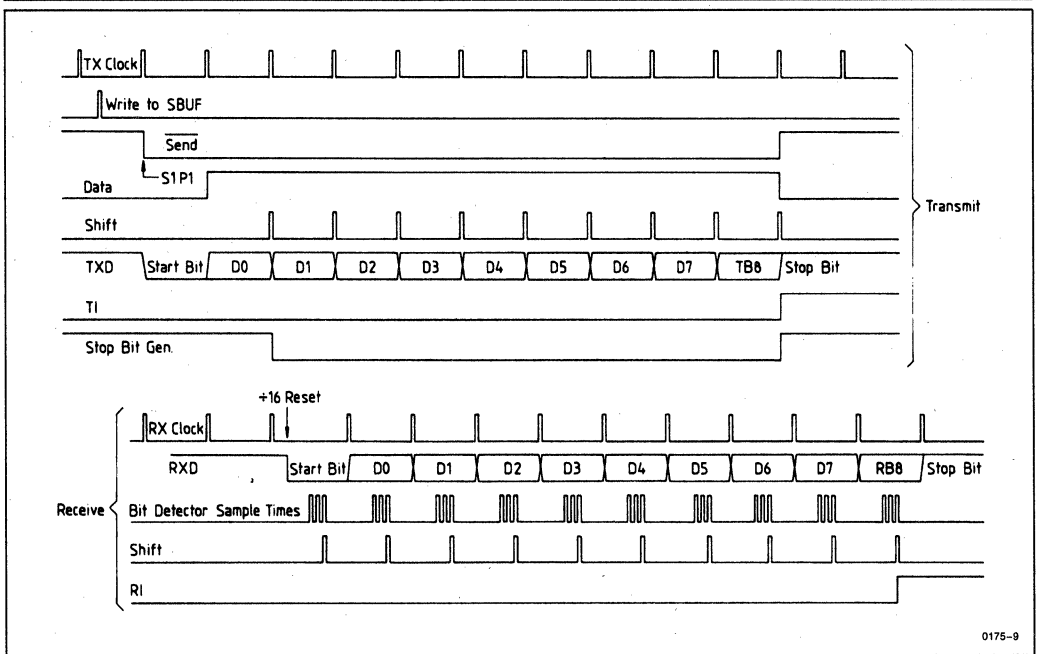 TX Clock
Write to SBUF
Send
S1P1
Data
Transmit
Shift
TXD Start Bit D0 D1 D2 D3 D4 D5 D6 D7 TB8 Stop Bit
TI
Stop Bit Gen.
÷16 Reset
RX Clock
RXD Start Bit D0 D1 D2 D3 D4 D5 D6 D7 RB8 Stop Bit
Receive
Bit Detector Sample Times
Shift
RI
0175-9